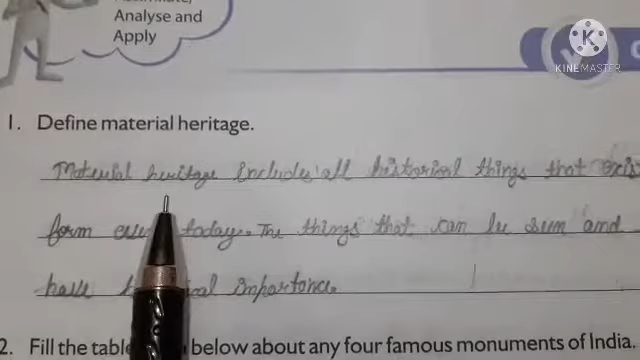 Assimilate,
Analyse and
Apply
KINEMASTER
1. Define material heritage.
Material heritage includes all historical things that exis
form even today. The things that can be seen and
have importance.
2. Fill the table below about any four famous monuments of India.